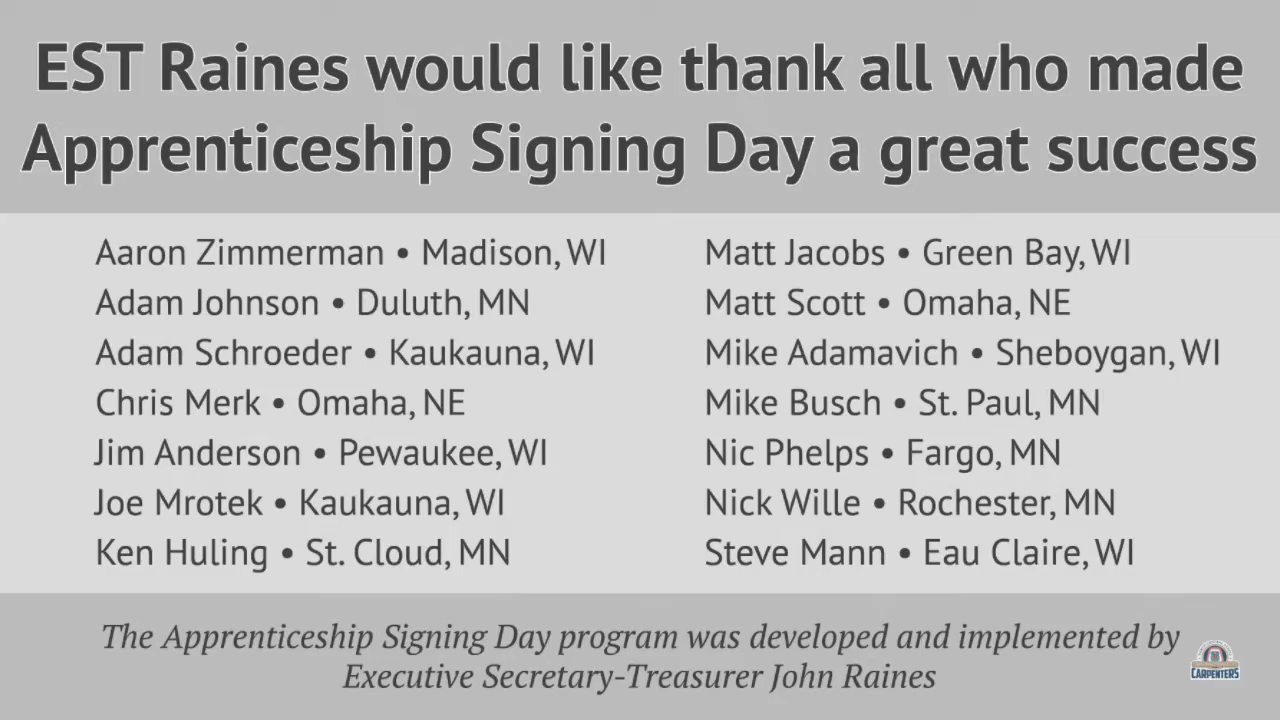 EST Raines would like thank all who made
Apprenticeship Signing Day a great success
Aaron Zimmerman • Madison, WI
Adam Johnson • Duluth, MN
Adam Schroeder • Kaukauna, WI
Chris Merk • Omaha, NE
Jim Anderson • Pewaukee, WI
Joe Mrotek • Kaukauna, WI
Ken Huling • St. Cloud, MN
Matt Jacobs • Green Bay, WI
Matt Scott • Omaha, NE
Mike Adamavich • Sheboygan, WI
Mike Busch • St. Paul, MN
Nic Phelps • Fargo, MN
Nick Wille • Rochester, MN
Steve Mann • Eau Claire, WI
The Apprenticeship Signing Day program was developed and implemented by
Executive Secretary-Treasurer John Raines
CARPENTERS